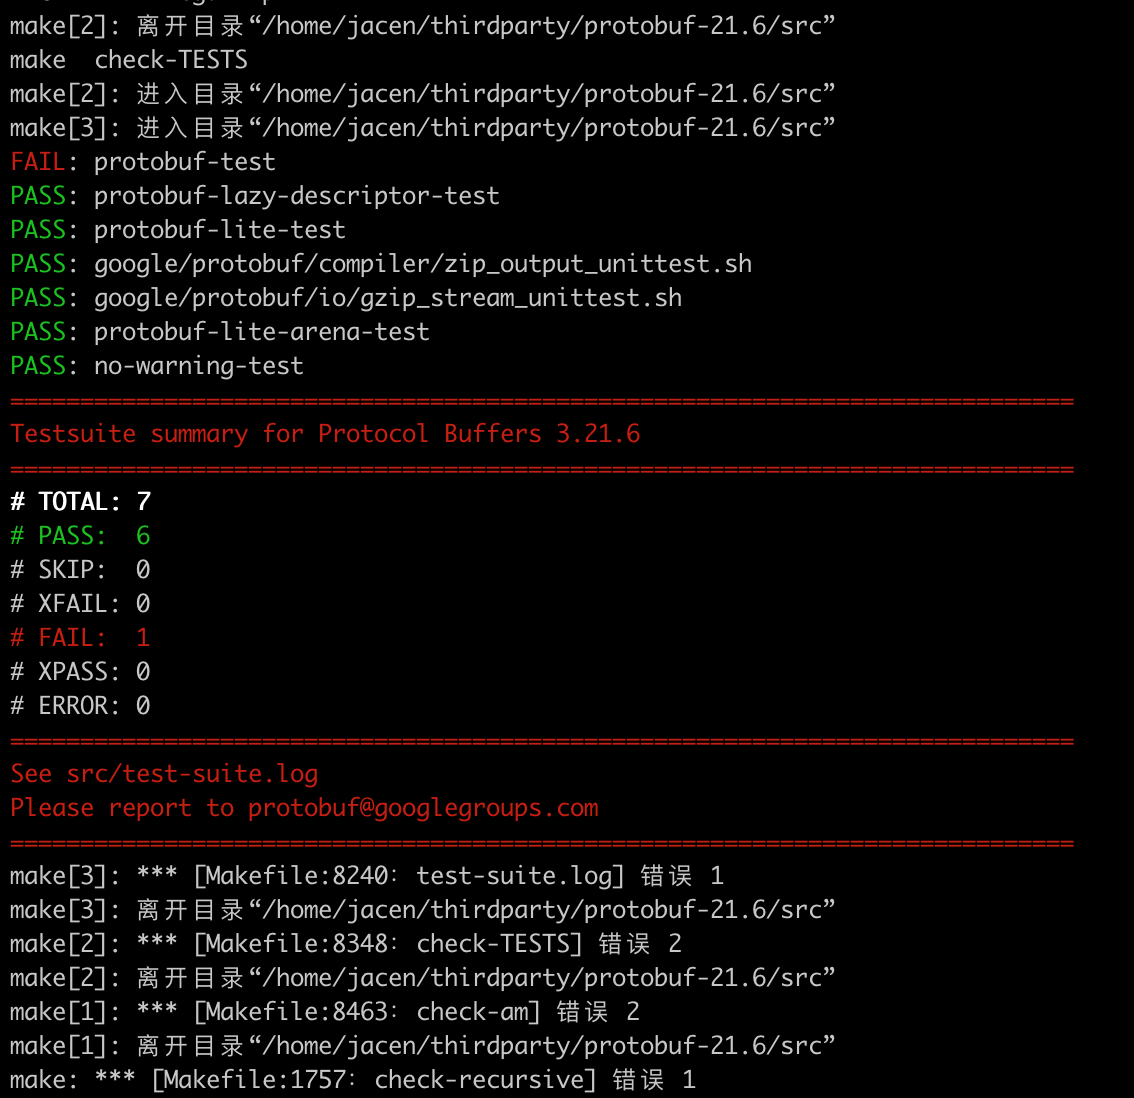 make[2]: 离开目录“/home/jacen/thirdparty/protobuf-21.6/src”
make  check-TESTS
make[2]: 进入目录“/home/jacen/thirdparty/protobuf-21.6/src”
make[3]: 进入目录“/home/jacen/thirdparty/protobuf-21.6/src”
FAIL: protobuf-test
PASS: protobuf-lazy-descriptor-test
PASS: protobuf-lite-test
PASS: google/protobuf/compiler/zip_output_unittest.sh
PASS: google/protobuf/io/gzip_stream_unittest.sh
PASS: protobuf-lite-arena-test
PASS: no-warning-test
============================================================================
Testsuite summary for Protocol Buffers 3.21.6
============================================================================
# TOTAL: 7
# PASS:  6
# SKIP:  0
# XFAIL: 0
# FAIL:  1
# XPASS: 0
# ERROR: 0
============================================================================
See src/test-suite.log
Please report to protobuf@googlegroups.com
============================================================================
make[3]: *** [Makefile:8240：test-suite.log] 错误 1
make[3]: 离开目录“/home/jacen/thirdparty/protobuf-21.6/src”
make[2]: *** [Makefile:8348：check-TESTS] 错误 2
make[2]: 离开目录“/home/jacen/thirdparty/protobuf-21.6/src”
make[1]: *** [Makefile:8463：check-am] 错误 2
make[1]: 离开目录“/home/jacen/thirdparty/protobuf-21.6/src”
make: *** [Makefile:1757：check-recursive] 错误 1